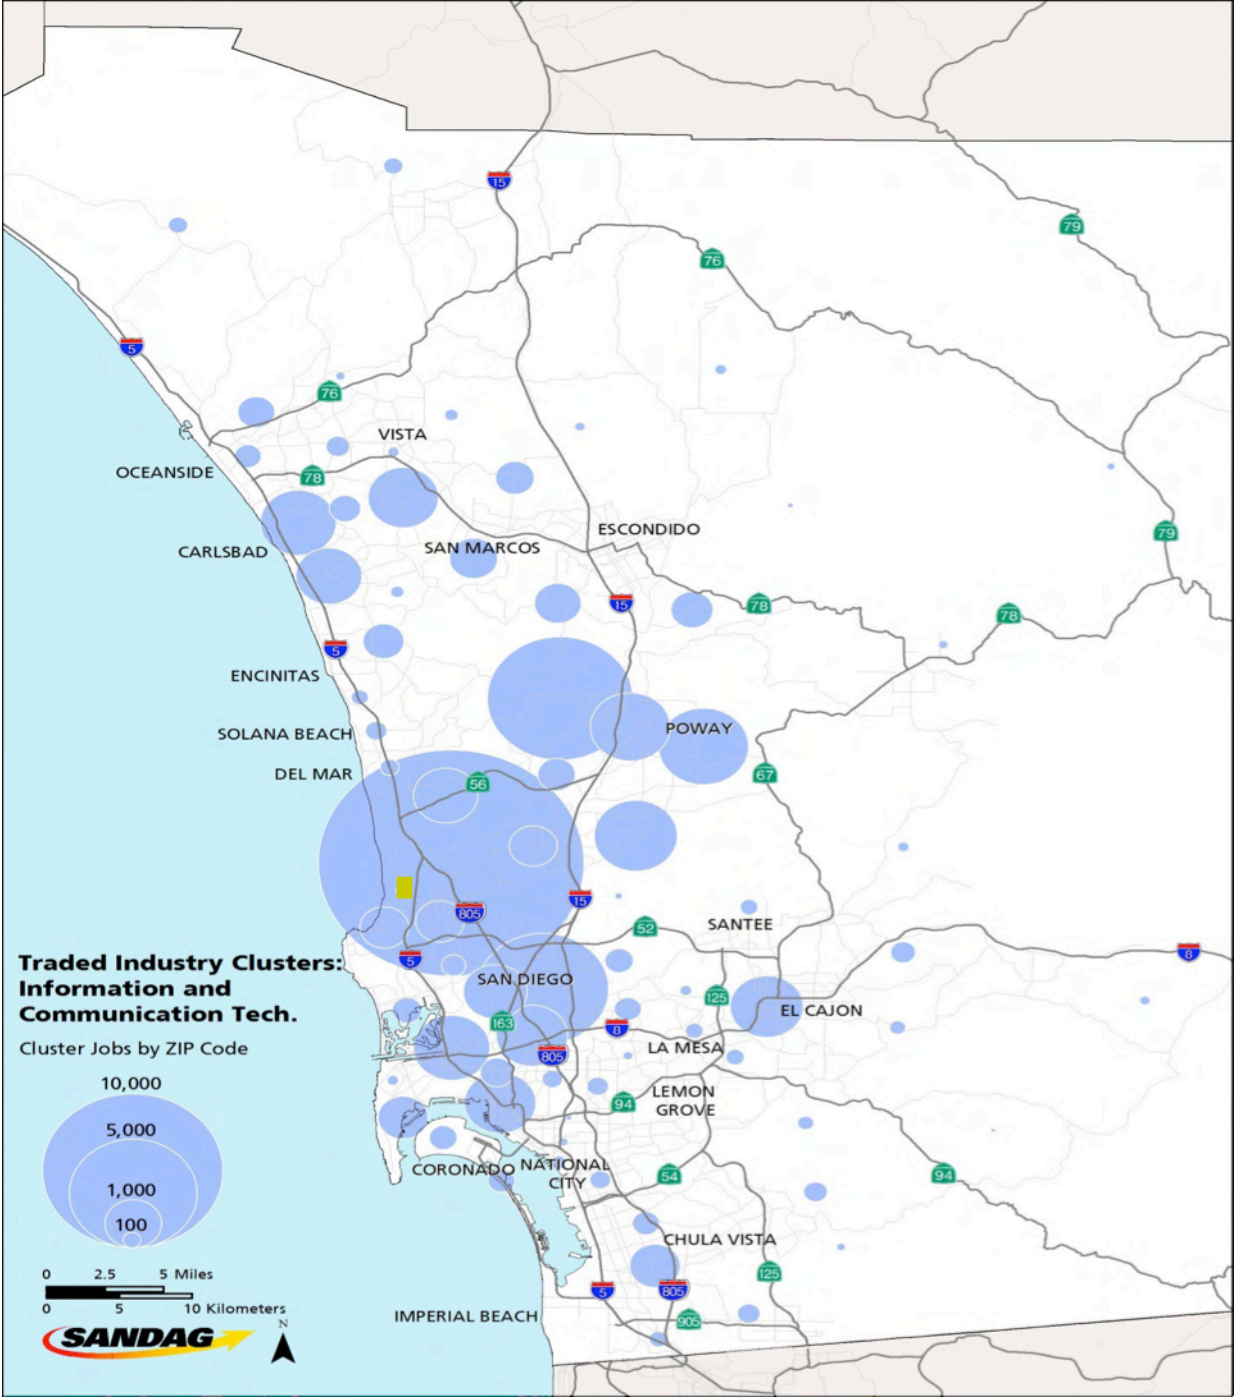 15
79
76
5
76
VISTA
OCEANSIDE
78
ESCONDIDO
79
CARLSBAD
SAN MARCOS
15
78
78
5
ENCINITAS
SOLANA BEACH
POWAY
DEL MAR
56
67
15
805
52
SANTEE
5
8
Traded Industry Clusters:
Information and
Communication Tech.
Cluster Jobs by ZIP Code
SAN DIEGO
125
EL CAJON
163
8
805
LA MESA
10,000
5,000
1,000
100
94
LEMON
GROVE
CORONADO
NATIONAL
CITY
54
94
CHULA VISTA
125
0 2.5 5 Miles
0 5 10 Kilometers
5
805
905
IMPERIAL BEACH
SANDAG
N